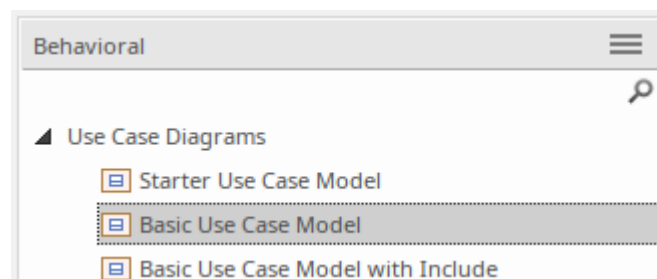 Behavioral
Use Case Diagrams
Starter Use Case Model
Basic Use Case Model
Basic Use Case Model with Include